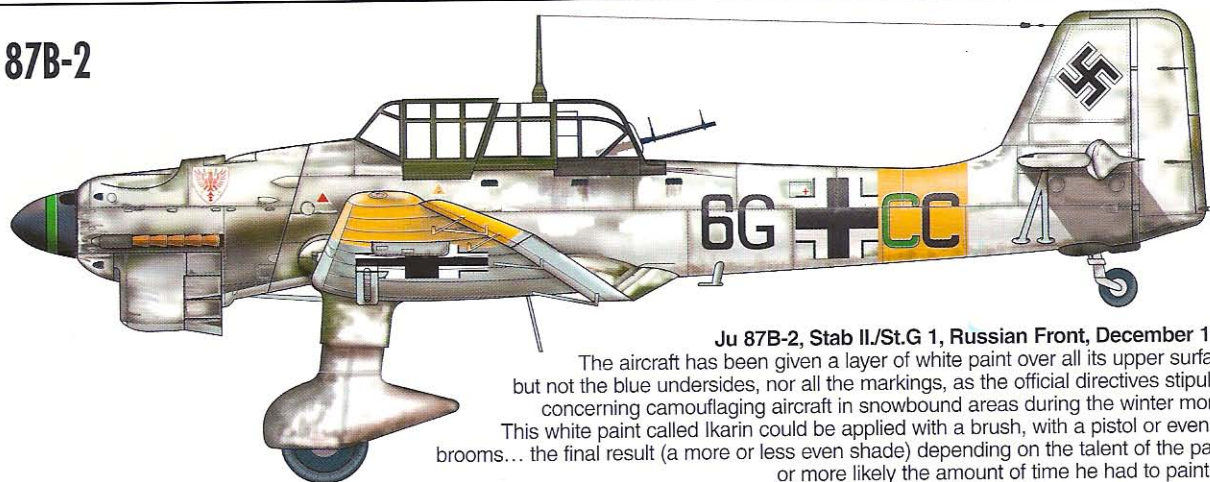 87B-2
6G CC
Ju 87B-2, Stab II./St.G 1, Russian Front, December 1
The aircraft has been given a layer of white paint over all its upper surfa
but not the blue undersides, nor all the markings, as the official directives stipul
concerning camouflaging aircraft in snowbound areas during the winter mor
This white paint called Ikarin could be applied with a brush, with a pistol or even
brooms… the final result (a more or less even shade) depending on the talent of the pa
or more likely the amount of time he had to paint